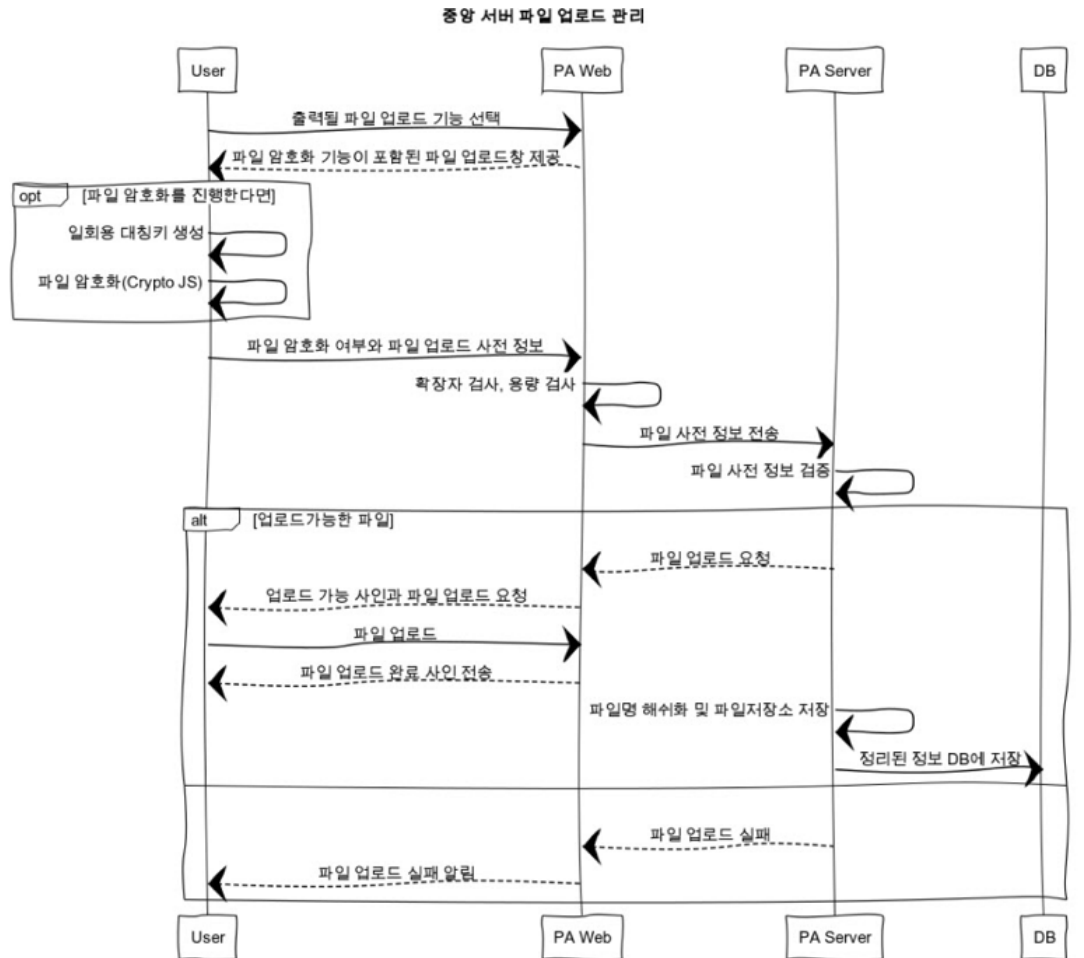 중앙 서버 파일 업로드 관리
User
PA Web
PA Server
DB
출력될 파일 업로드 기능 선택
파일 암호화 기능이 포함된 파일 업로드창 제공
opt
[파일 암호화를 진행한다면]
일회용 대칭키 생성
파일 암호화(Crypto JS)
파일 암호화 여부와 파일 업로드 사전 정보
확장자 검사, 용량 검사
파일 사전 정보 전송
파일 사전 정보 검증
alt
[업로드가능한 파일]
파일 업로드 요청
업로드 가능 사인과 파일 업로드 요청
파일 업로드
파일 업로드 완료 사인 전송
파일명 해쉬화 및 파일저장소 저장
정리된 정보 DB에 저장
파일 업로드 실패
파일 업로드 실패 알림
User
PA Web
PA Server
DB